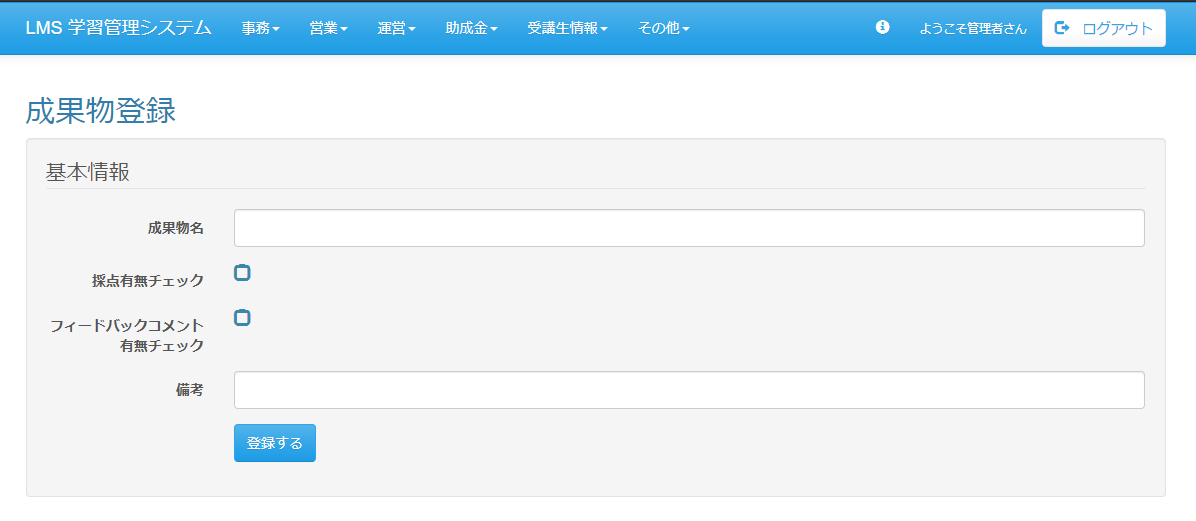 LMS 学習管理システム 事務 営業 運営 助成金 受講生情報 その他 ようこそ管理者さん ログアウト
成果物登録
基本情報
成果物名
採点有無チェック
フィードバックコメント
有無チェック
備考
登録する